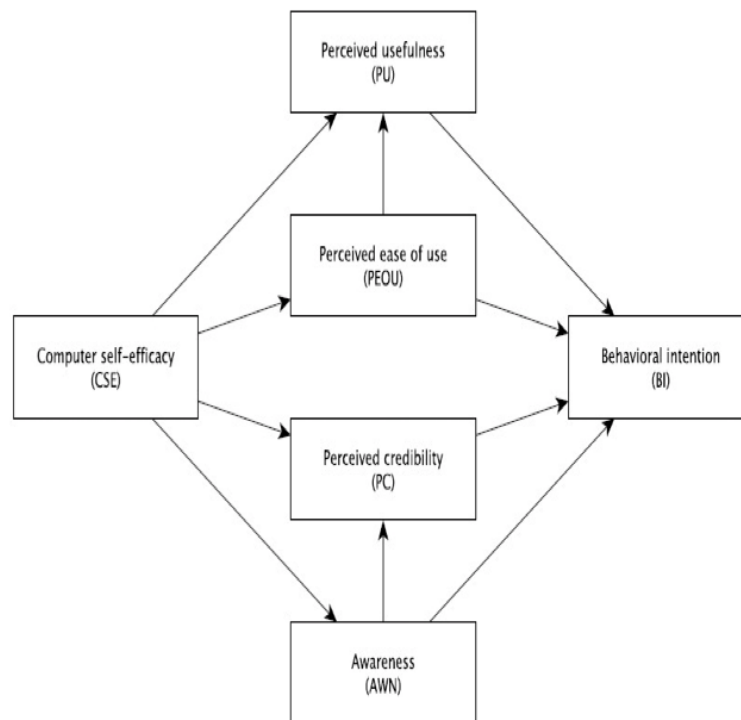 Perceived usefulness
(PU)
Perceived ease of use
(PEOU)
Computer self-efficacy
(CSE)
Behavioral intention
(BI)
Perceived credibility
(PC)
Awareness
(AWN)